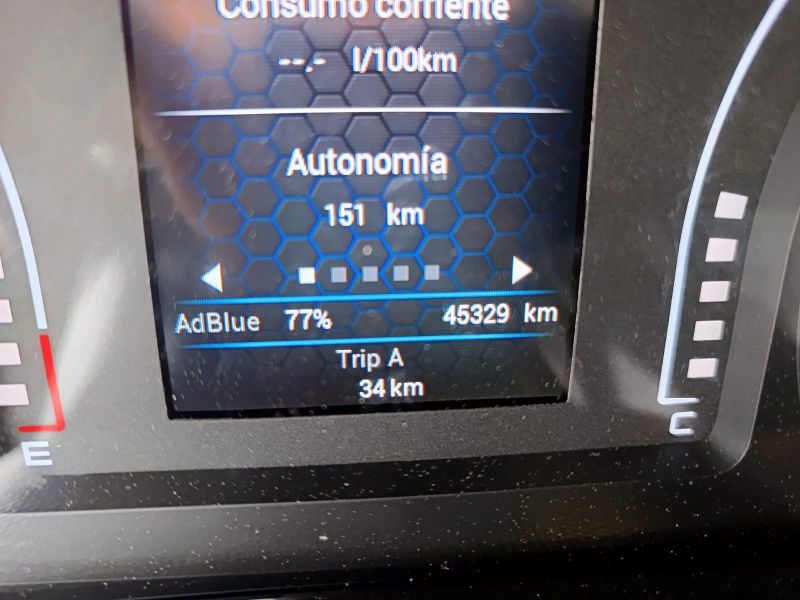 Consumo corriente
--.- l/100km
Autonomía
151 km
AdBlue 77% 45329 km
Trip A
34 km
E
C